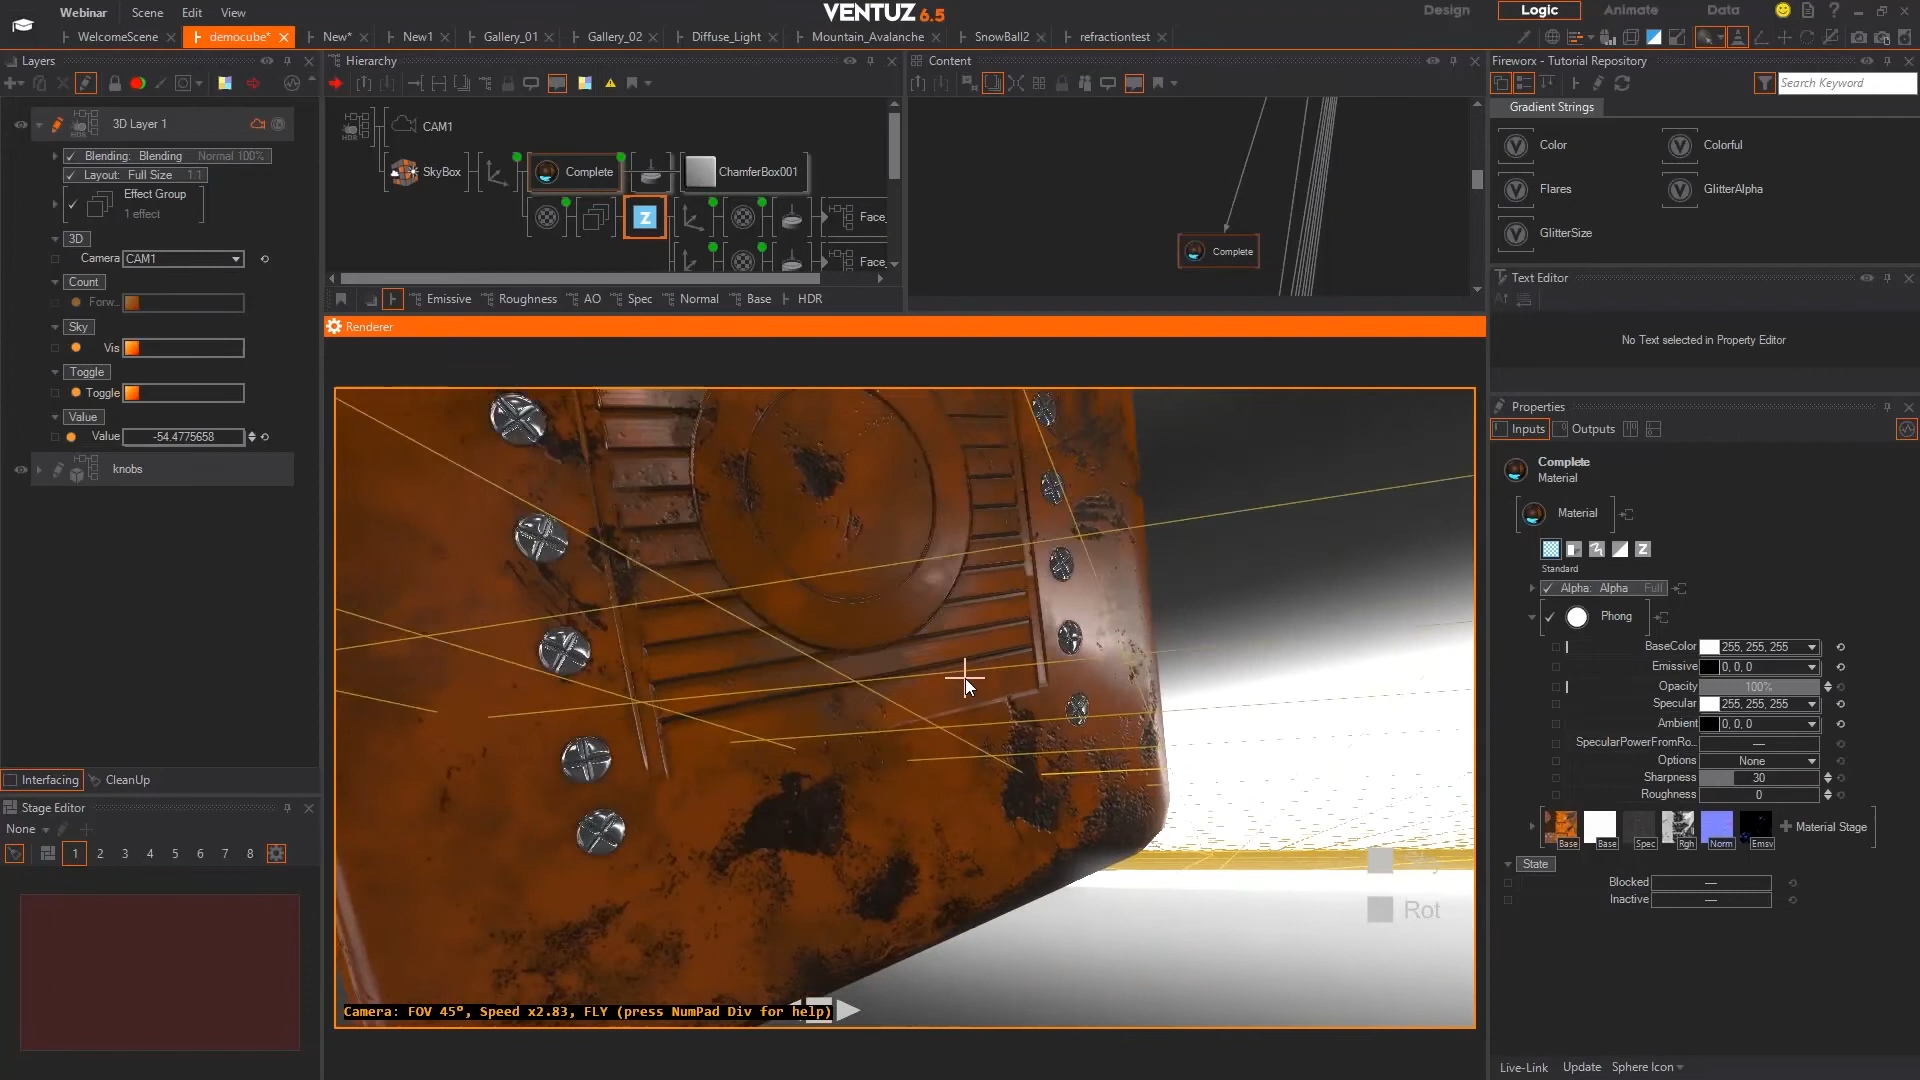 Webinar
Scene
Edit
View
VENTUZ 6.5
Design
Logic
Animate
Data
WelcomeScene
democube*
New*
New1
Gallery_01
Gallery_02
Diffuse_Light
Mountain_Avalanche
SnowBall2
refractiontest
Layers
Hierarchy
Content
Fireworx - Tutorial Repository
Search Keyword
Gradient Strings
Color
Colorful
Flares
GlitterAlpha
GlitterSize
3D Layer 1
Blending: Blending Normal 100%
Layout: Full Size 1:1
Effect Group
1 effect
3D
Camera CAM1
Count
Forw...
Sky
Vis
Toggle
Toggle
Value
Value -54.4775658
knobs
CAM1
SkyBox
Complete
ChamferBox001
Z
Face_
Face_
Emissive
Roughness
AO
Spec
Normal
Base
HDR
Complete
Text Editor
No Text selected in Property Editor
Renderer
Rot
Camera: FOV 45°, Speed x2.83, FLY (press NumPad Div for help)
Properties
Inputs
Outputs
Complete
Material
Material
Z
Standard
Alpha: Alpha Full
Phong
BaseColor 255, 255, 255
Emissive 0, 0, 0
Opacity 100%
Specular 255, 255, 255
Ambient 0, 0, 0
SpecularPowerFromRo... —
Options None
Sharpness 30
Roughness 0
Base
Base
Spec
Rgh
Norm
Emsv
Material Stage
State
Blocked —
Inactive —
Interfacing
CleanUp
Stage Editor
None
1 2 3 4 5 6 7 8
Live-Link
Update
Sphere Icon